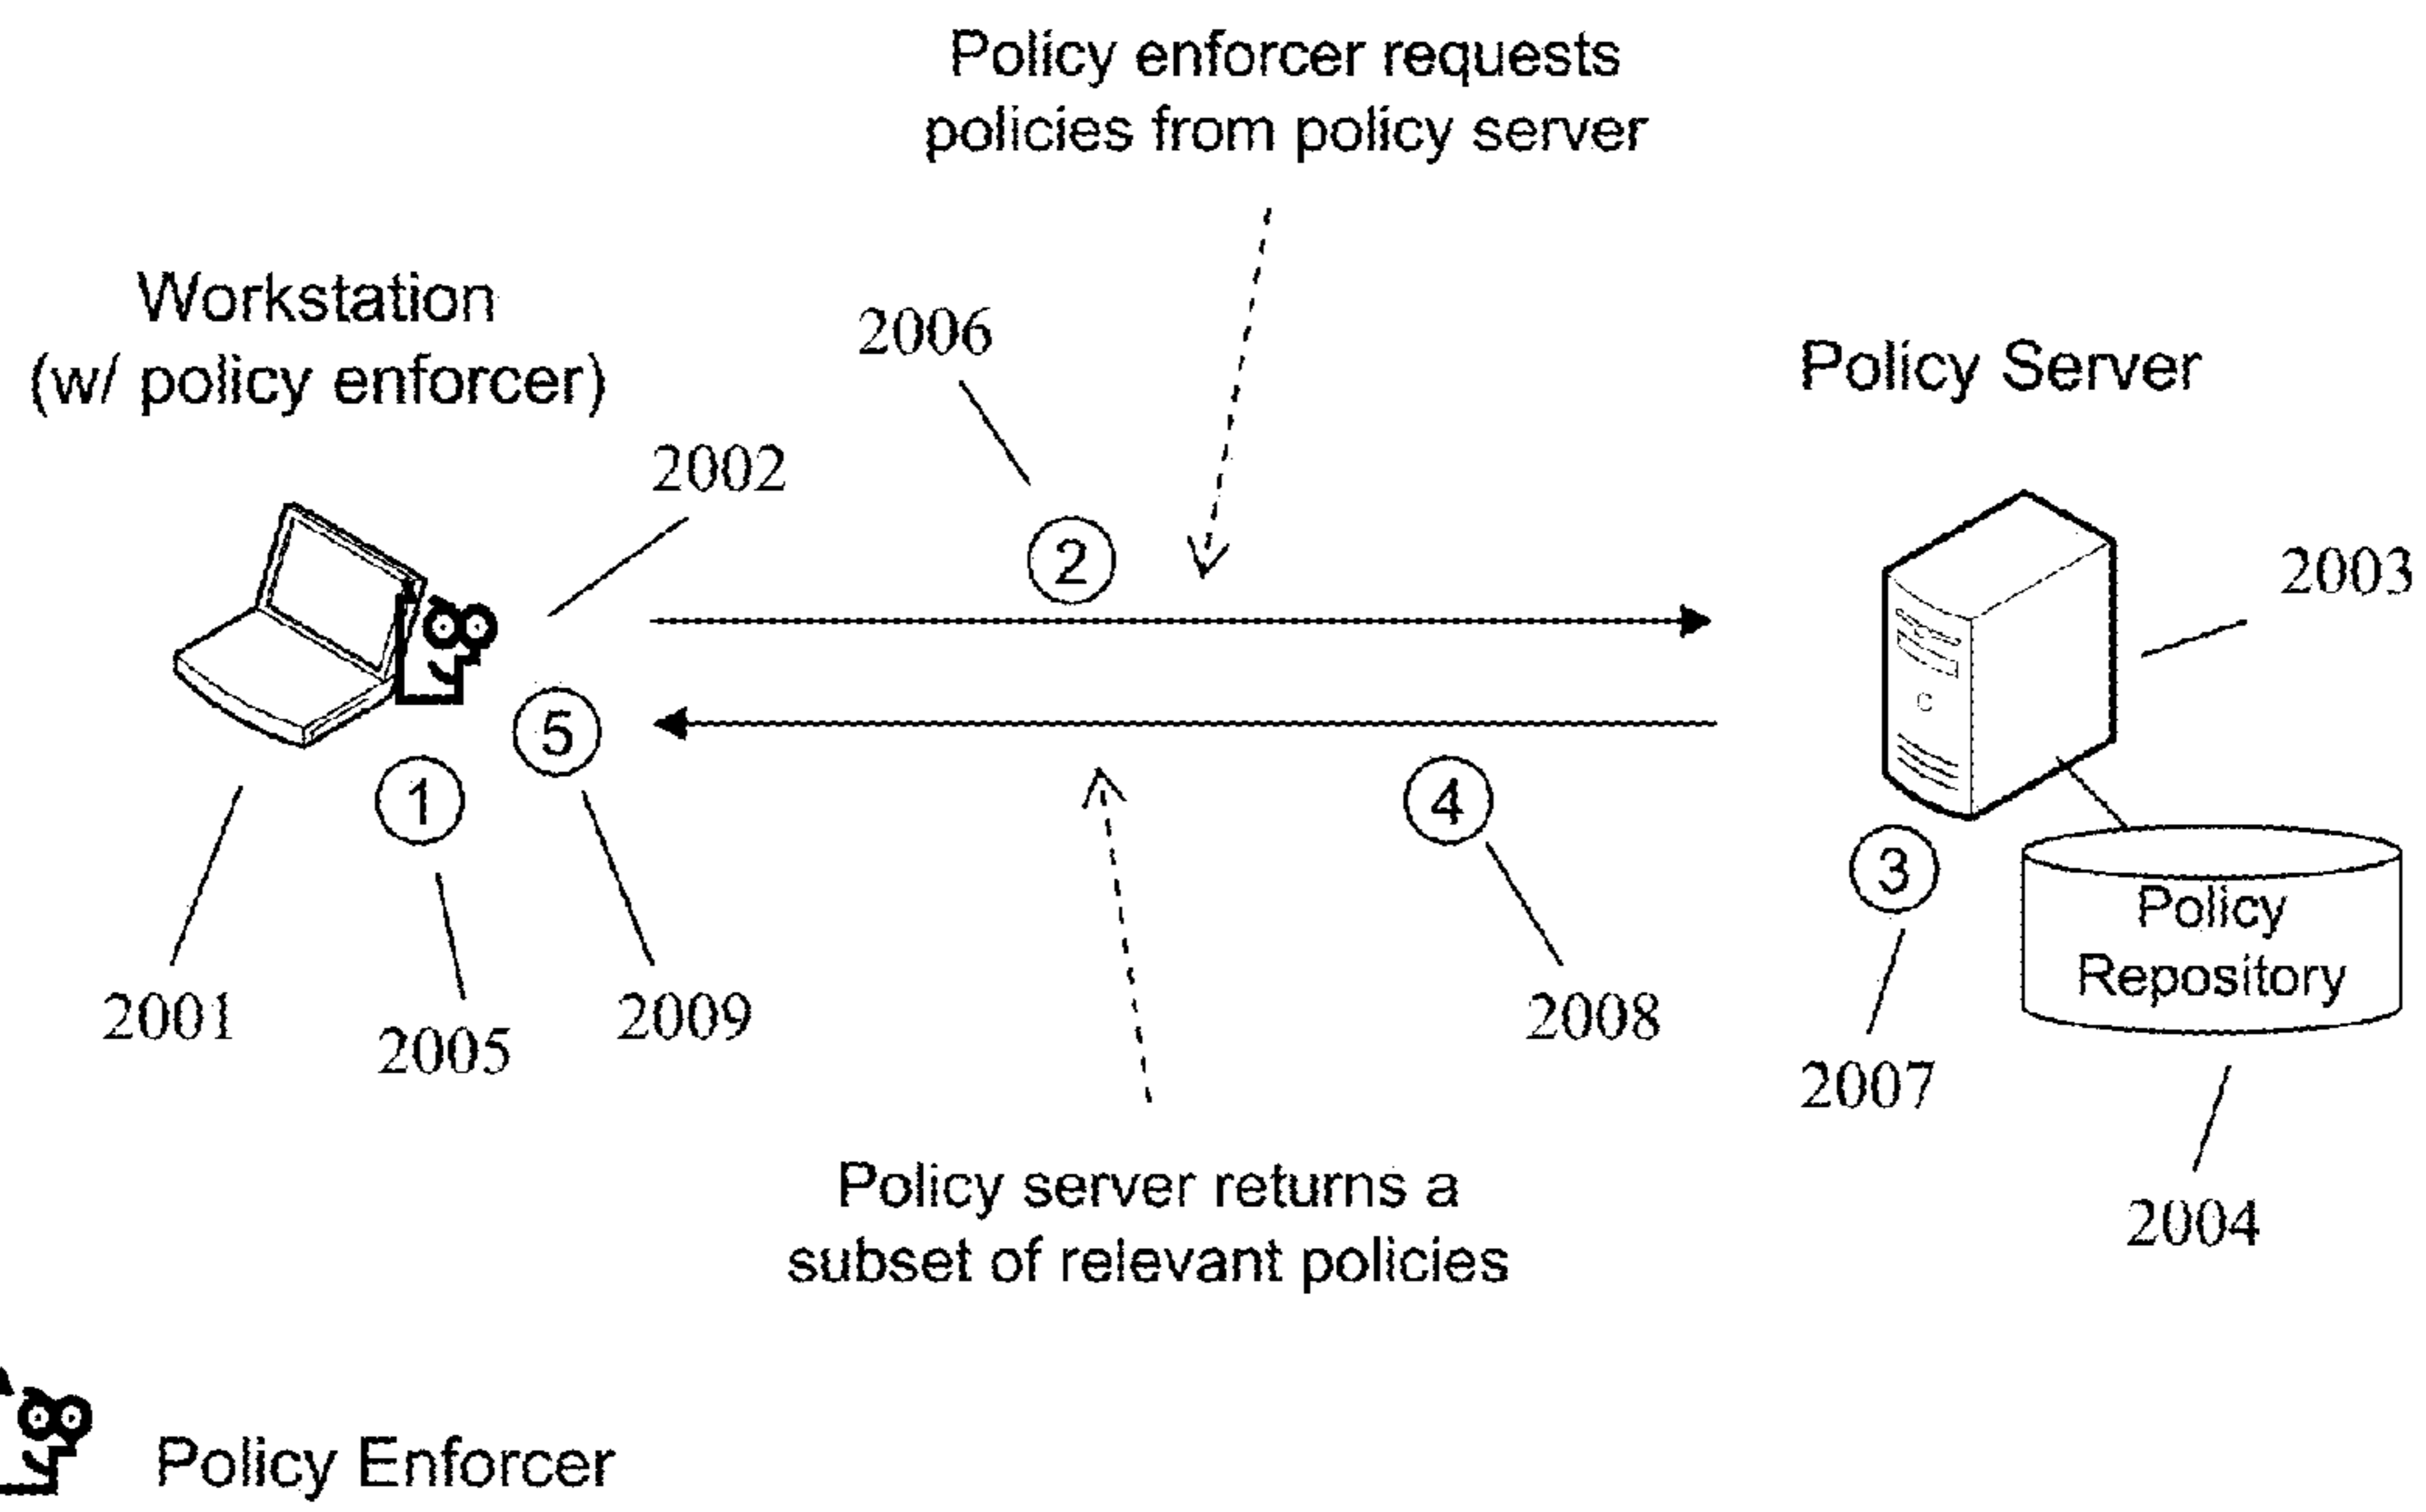 Policy enforcer requests
policies from policy server
Workstation
(w/ policy enforcer)
2006
Policy Server
2002
2003
2
5
1
4
3
Policy
Repository
2001
2005
2009
2008
2007
2004
Policy server returns a
subset of relevant policies
Policy Enforcer